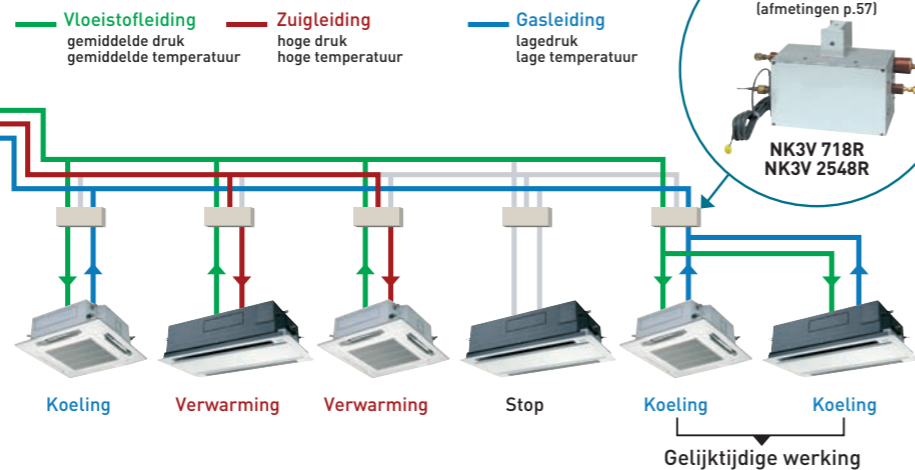 Vloeistofleiding
gemiddelde druk
gemiddelde temperatuur
Zuigleiding
hoge druk
hoge temperatuur
Gasleiding
lagedruk
lage temperatuur
(afmetingen p.57)
NK3V 718R
NK3V 2548R
Koeling
Verwarming
Verwarming
Stop
Koeling
Koeling
Gelijktijdige werking